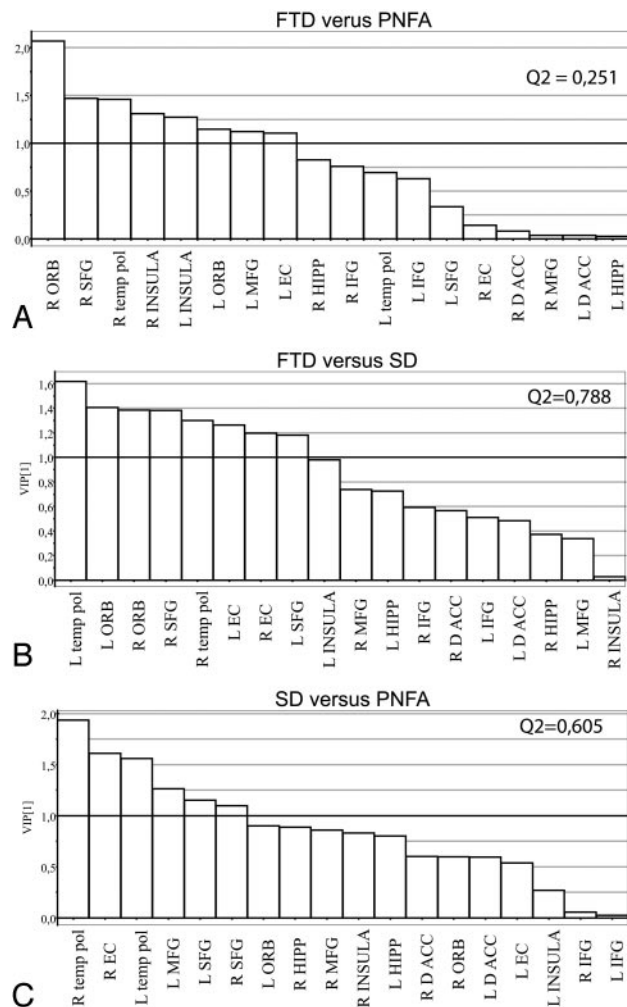 FTD verus PNFA
Q2 = 0,251
2,0
1,5
1,0
0,5
0,0
R ORB
R SFG
R temp pol
R INSULA
L INSULA
L ORB
L MFG
L EC
R HIPP
R IFG
L temp pol
L IFG
L SFG
R EC
R D ACC
R MFG
L D ACC
L HIPP
A
FTD versus SD
Q2=0,788
VIP[1]
1,6
1,4
1,2
1,0
0,8
0,6
0,4
0,2
0,0
L temp pol
L ORB
R ORB
R SFG
R temp pol
L EC
R EC
L SFG
L INSULA
R MFG
L HIPP
R IFG
R D ACC
L IFG
L D ACC
R HIPP
L MFG
R INSULA
B
SD versus PNFA
Q2=0,605
VIP[1]
2,0
1,5
1,0
0,5
0,0
R temp pol
R EC
L temp pol
L MFG
L SFG
R SFG
L ORB
R HIPP
R MFG
R INSULA
L HIPP
R D ACC
R ORB
L D ACC
L EC
L INSULA
R IFG
L IFG
C